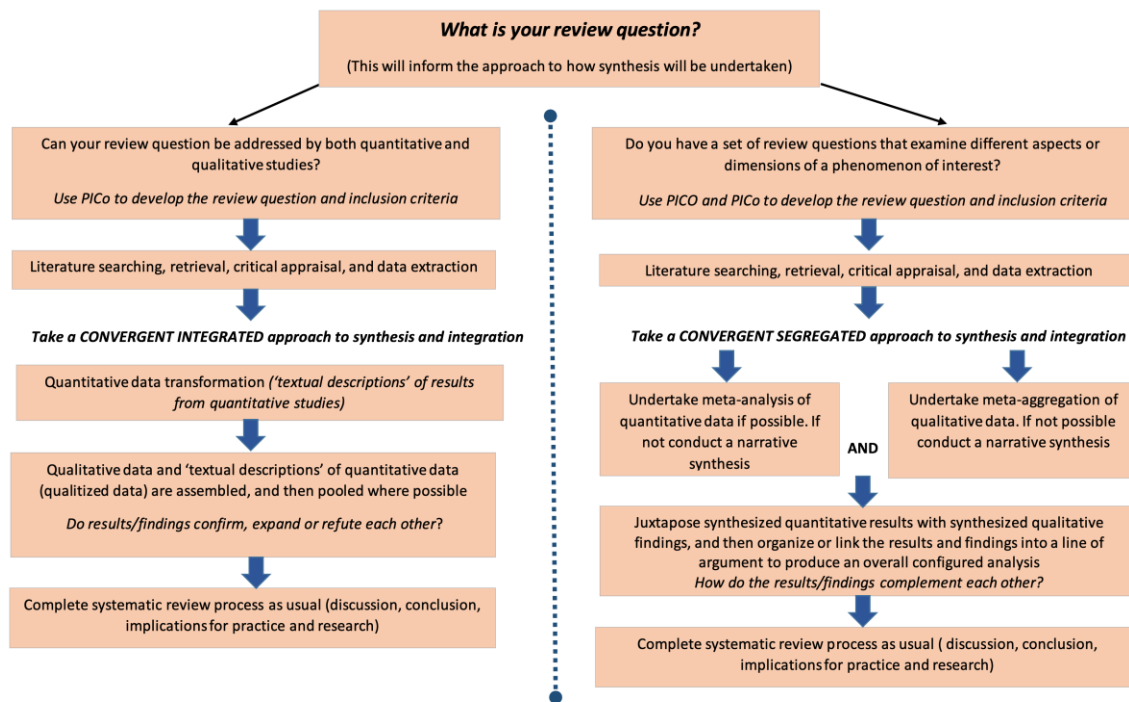 What is your review question?
(This will inform the approach to how synthesis will be undertaken)
Can your review question be addressed by both quantitative and
qualitative studies?
Use PICo to develop the review question and inclusion criteria
Literature searching, retrieval, critical appraisal, and data extraction
Take a CONVERGENT INTEGRATED approach to synthesis and integration
Quantitative data transformation (‘textual descriptions’ of results
from quantitative studies)
Qualitative data and ‘textual descriptions’ of quantitative data
(qualitized data) are assembled, and then pooled where possible
Do results/findings confirm, expand or refute each other?
Complete systematic review process as usual (discussion, conclusion,
implications for practice and research)
Do you have a set of review questions that examine different aspects or
dimensions of a phenomenon of interest?
Use PICO and PICo to develop the review question and inclusion criteria
Literature searching, retrieval, critical appraisal, and data extraction
Take a CONVERGENT SEGREGATED approach to synthesis and integration
Undertake meta-analysis of
quantitative data if possible. If
not conduct a narrative
synthesis
AND
Undertake meta-aggregation of
qualitative data. If not possible
conduct a narrative synthesis
Juxtapose synthesized quantitative results with synthesized qualitative
findings, and then organize or link the results and findings into a line of
argument to produce an overall configured analysis
How do the results/findings complement each other?
Complete systematic review process as usual ( discussion, conclusion,
implications for practice and research)